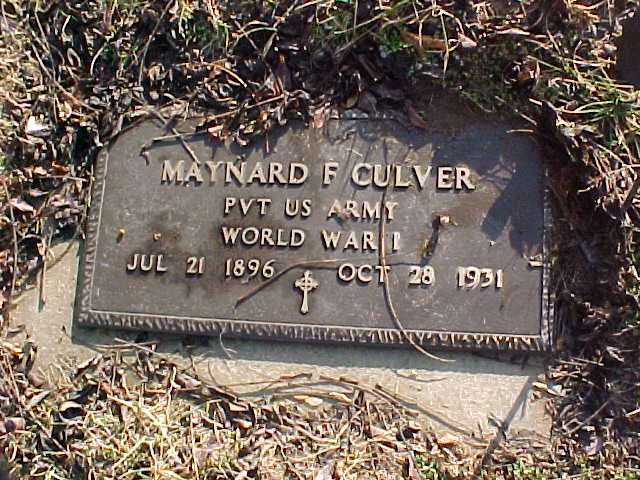 MAYNARD F CULVER
PVT US ARMY
WORLD WAR I
JUL 21 1896 OCT 28 1931